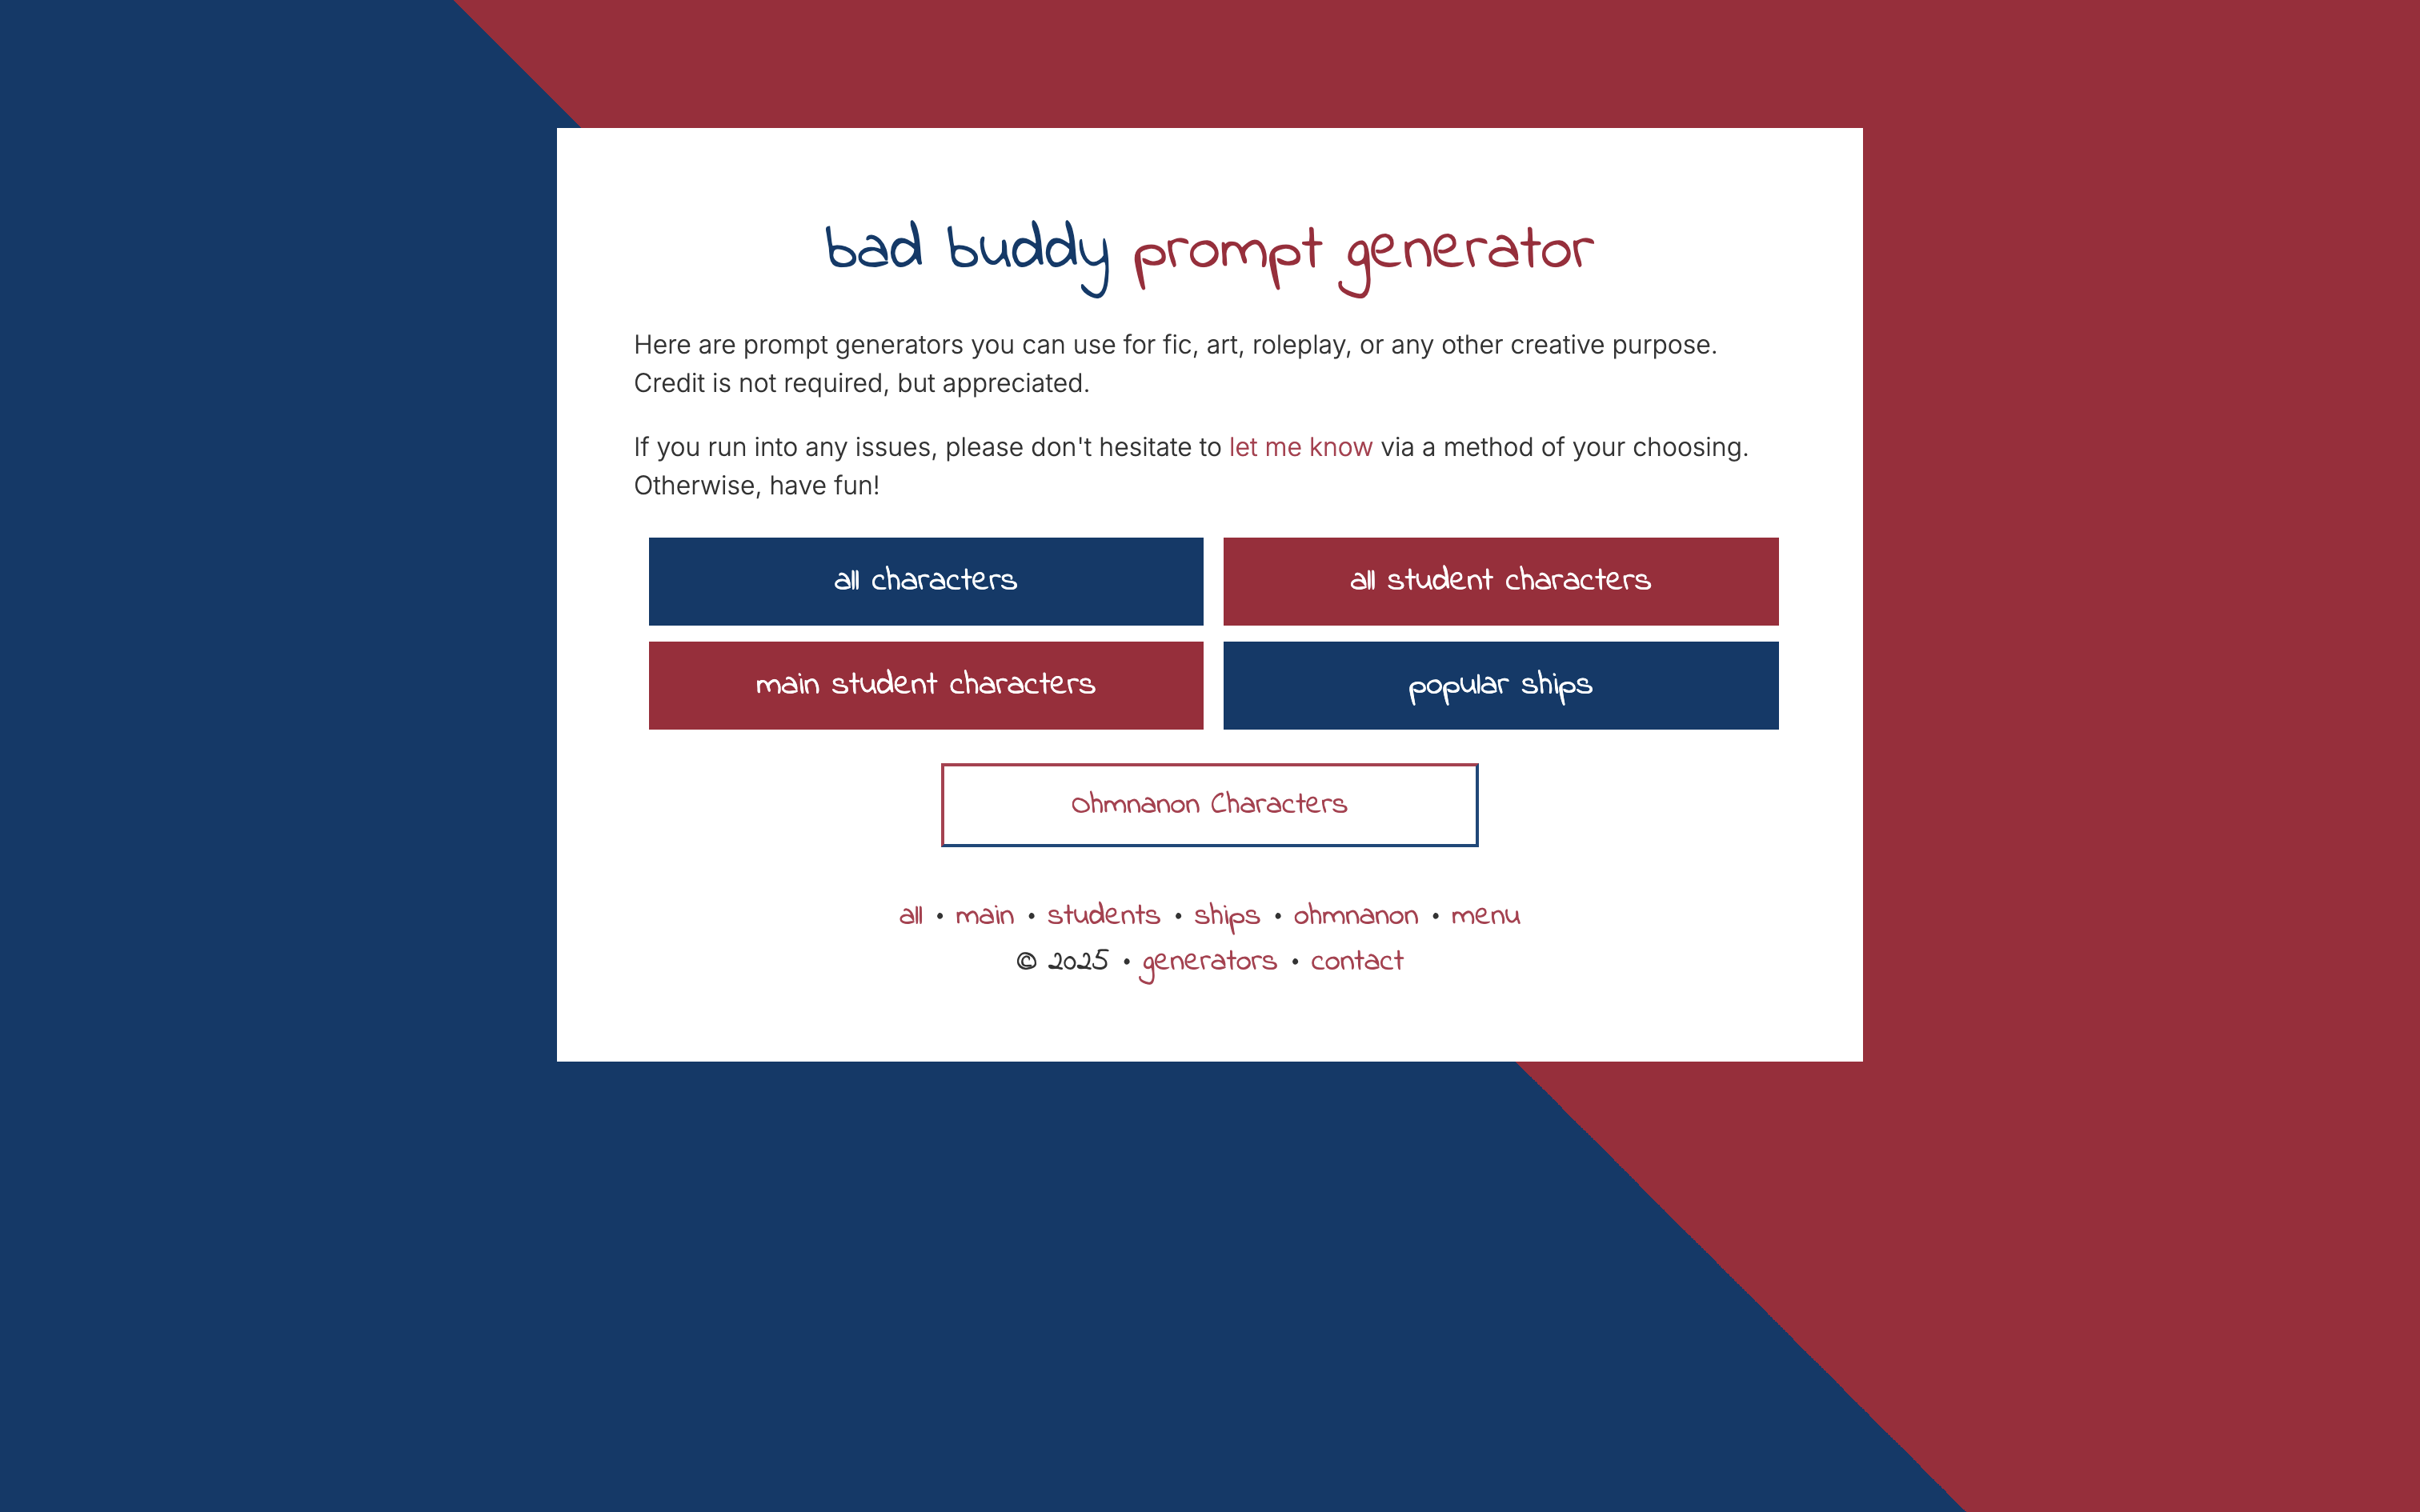 bad buddy prompt generator
Here are prompt generators you can use for fic, art, roleplay, or any other creative purpose.
Credit is not required, but appreciated.
If you run into any issues, please don't hesitate to let me know via a method of your choosing.
Otherwise, have fun!
all characters
all student characters
main student characters
popular ships
Ohmnanon Characters
all • main • students • ships • ohmnanon • menu
© 2025 • generators • contact